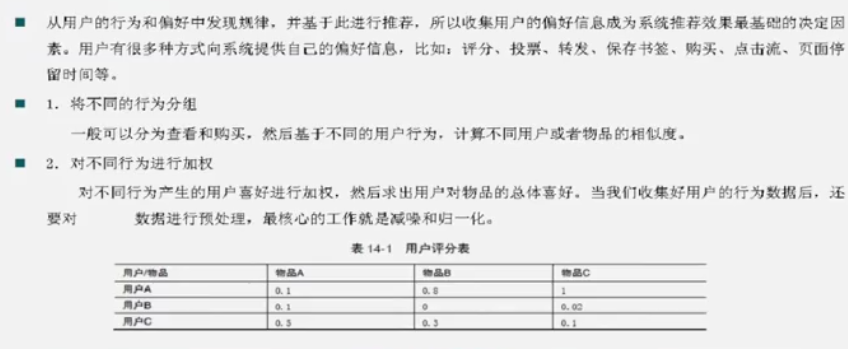 从用户的行为和偏好中发现规律，并基于此进行推荐，所以收集用户的偏好信息成为系统推荐效果最基础的决定因
素。用户有很多种方式向系统提供自己的偏好信息，比如：评分、投票、转发、保存书签、购买、点击流、页面停
留时间等。
1．将不同的行为分组
一般可以分为查看和购买，然后基于不同的用户行为，计算不同用户或者物品的相似度。
2．对不同行为进行加权
对不同行为产生的用户喜好进行加权，然后求出用户对物品的总体喜好。当我们收集好用户的行为数据后，还
要对 数据进行预处理，最核心的工作就是减噪和归一化。
表 14-1 用户评分表
用户/物品 物品A 物品B 物品C
用户A 0.1 0.8 1
用户B 0.1 0 0.02
用户C 0.5 0.3 0.1